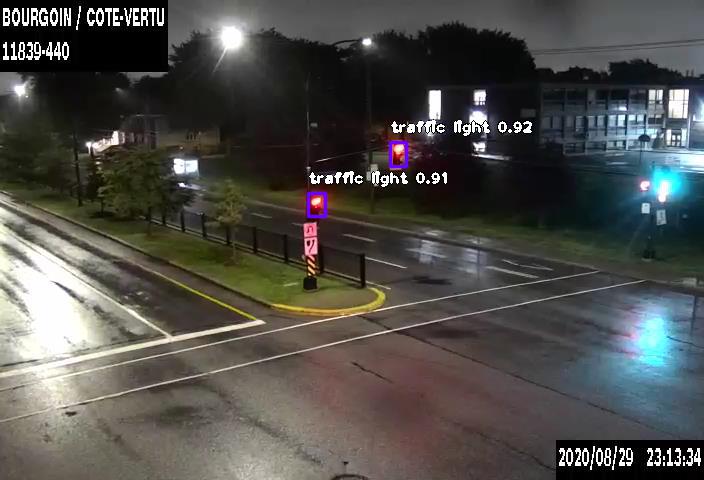 BOURGOIN / COTE-VERTU
11839-440
traffic light 0.92
traffic light 0.91
2020/08/29 23:13:34